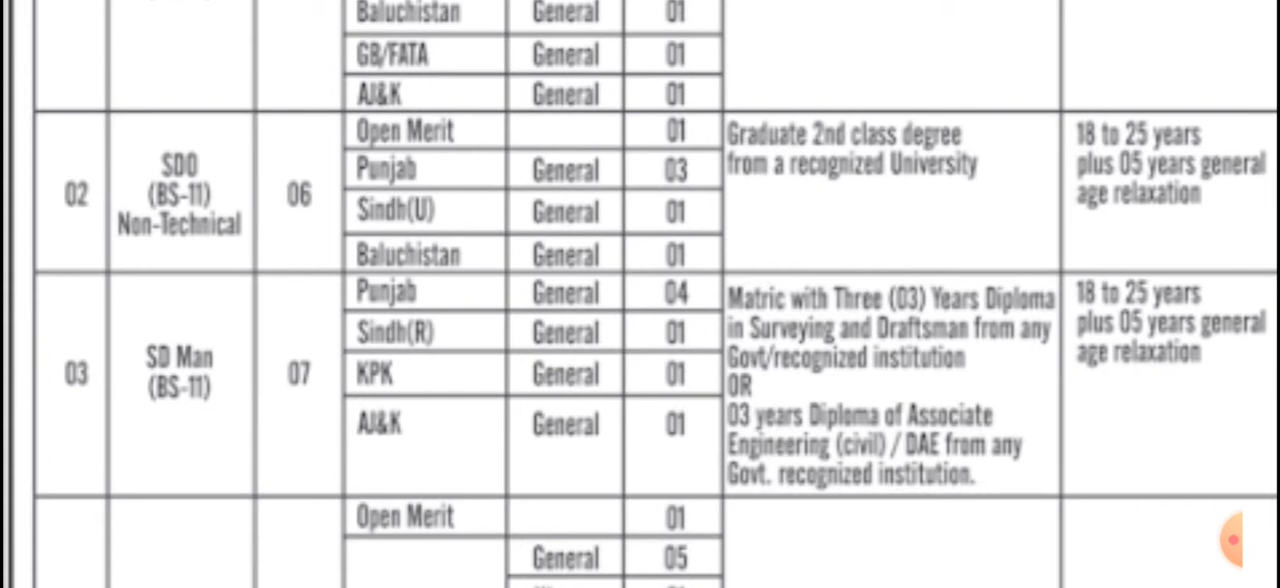 Baluchistan General 01
GB/FATA General 01
AJ&K General 01
02 SDO (BS-11) Non-Technical 06
Open Merit 01
Punjab General 03
Sindh(U) General 01
Baluchistan General 01
Graduate 2nd class degree
from a recognized University
18 to 25 years
plus 05 years general
age relaxation
03 SD Man (BS-11) 07
Punjab General 04
Sindh(R) General 01
KPK General 01
AJ&K General 01
Matric with Three (03) Years Diploma
in Surveying and Draftsman from any
Govt/recognized institution
OR
03 years Diploma of Associate
Engineering (civil) / DAE from any
Govt. recognized institution.
18 to 25 years
plus 05 years general
age relaxation
Open Merit 01
General 05